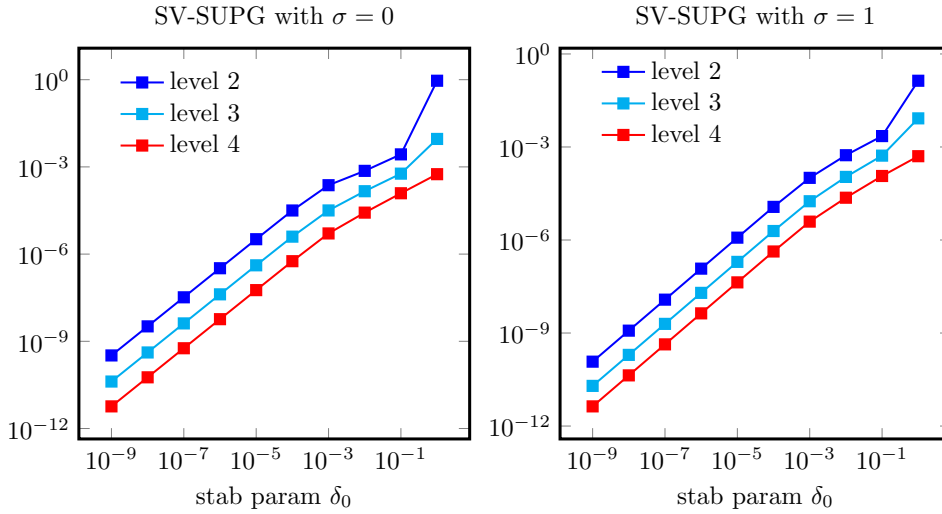 SV-SUPG with σ = 0
10^0
10^−3
10^−6
10^−9
10^−12
level 2
level 3
level 4
10^−9
10^−7
10^−5
10^−3
10^−1
stab param δ_0
SV-SUPG with σ = 1
10^0
10^−3
10^−6
10^−9
10^−12
level 2
level 3
level 4
10^−9
10^−7
10^−5
10^−3
10^−1
stab param δ_0